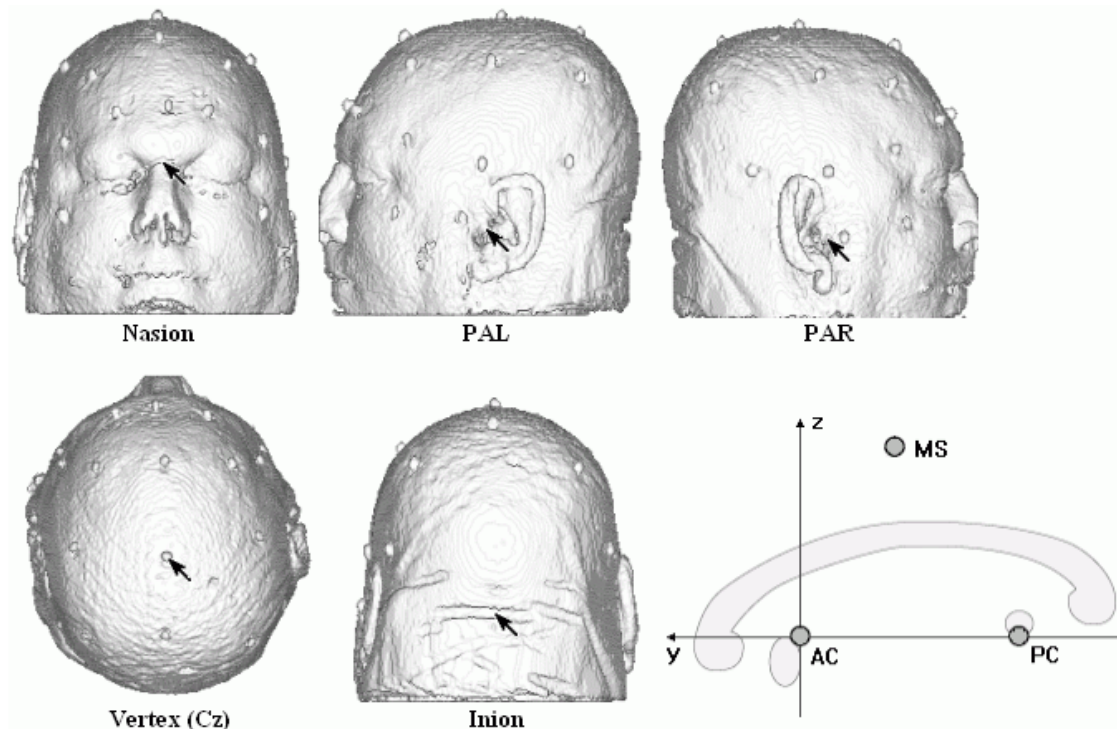 Nasion
PAL
PAR
z
MS
y
AC
PC
Vertex (Cz)
Inion